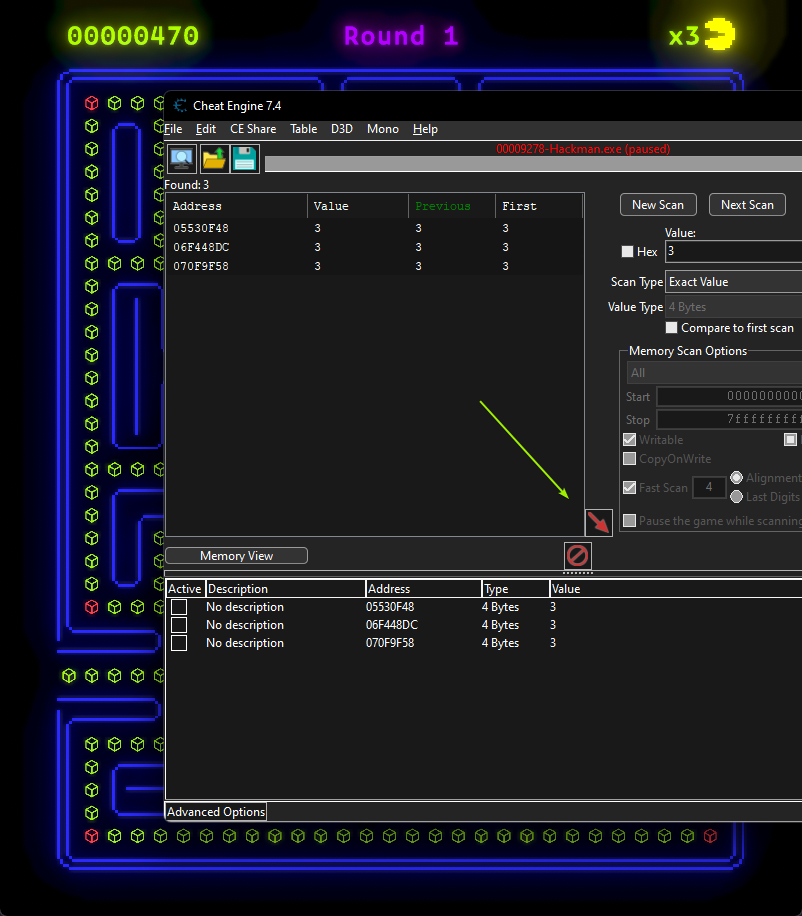 00000470 Round 1 x3
Cheat Engine 7.4
File Edit CE Share Table D3D Mono Help
00009278-Hackman.exe (paused)
Found: 3
Address Value Previous First
05530F48 3 3 3
06F448DC 3 3 3
070F9F58 3 3 3
New Scan Next Scan
Value:
Hex 3
Scan Type Exact Value
Value Type 4 Bytes
Compare to first scan
Memory Scan Options
All
Start 0000000000
Stop 7fffffffff
Writable
CopyOnWrite
Fast Scan 4 Alignment
Last Digits
Pause the game while scanning
Memory View
Active Description Address Type Value
No description 05530F48 4 Bytes 3
No description 06F448DC 4 Bytes 3
No description 070F9F58 4 Bytes 3
Advanced Options